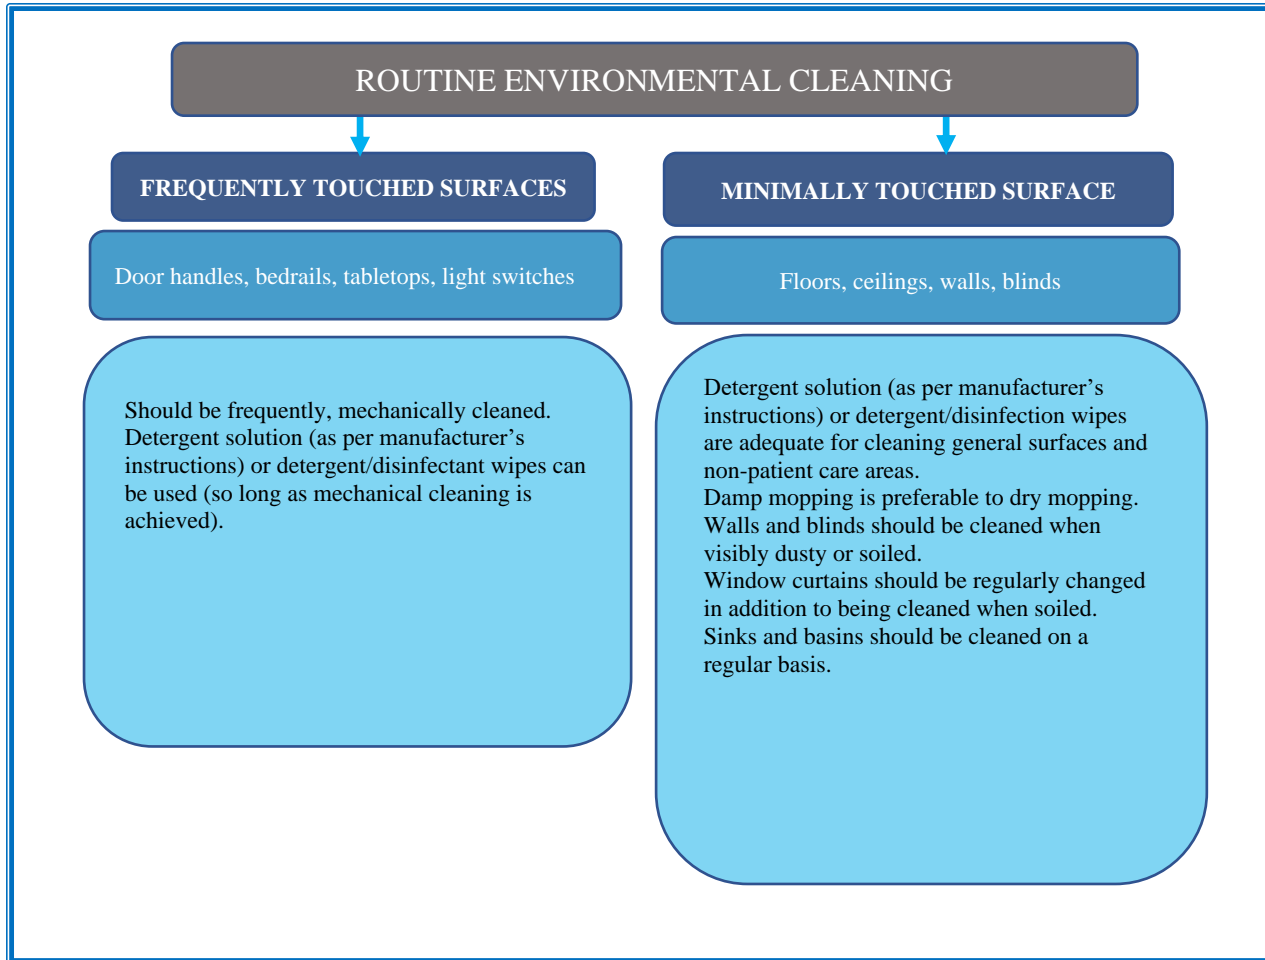 ROUTINE ENVIRONMENTAL CLEANING
FREQUENTLY TOUCHED SURFACES
Door handles, bedrails, tabletops, light switches
Should be frequently, mechanically cleaned.
Detergent solution (as per manufacturer’s
instructions) or detergent/disinfectant wipes can
be used (so long as mechanical cleaning is
achieved).
MINIMALLY TOUCHED SURFACE
Floors, ceilings, walls, blinds
Detergent solution (as per manufacturer’s
instructions) or detergent/disinfection wipes
are adequate for cleaning general surfaces and
non-patient care areas.
Damp mopping is preferable to dry mopping.
Walls and blinds should be cleaned when
visibly dusty or soiled.
Window curtains should be regularly changed
in addition to being cleaned when soiled.
Sinks and basins should be cleaned on a
regular basis.